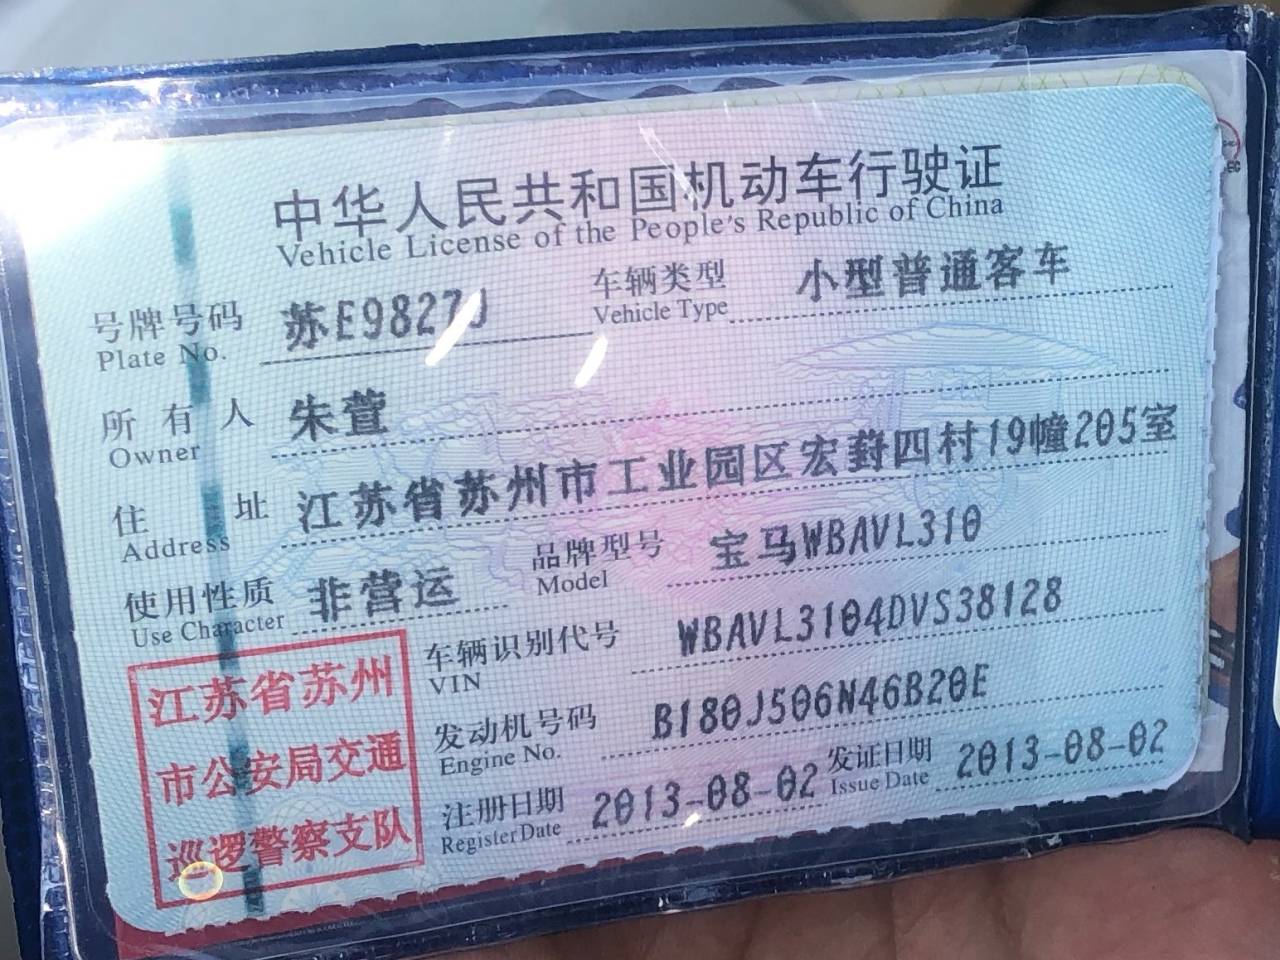 中华人民共和国机动车行驶证
Vehicle License of the People's Republic of China
号牌号码 苏E9827J 车辆类型 小型普通客车
Plate No. Vehicle Type
所有人 朱萱
Owner
住址 江苏省苏州市工业园区宏葑四村19幢205室
Address
使用性质 非营运 品牌型号 宝马WBAVL310
Use Character Model
车辆识别代号 WBAVL3104DVS38128
VIN
发动机号码 B180J506N46B20E
Engine No.
注册日期 2013-08-02 发证日期 2013-08-02
Register Date Issue Date
江苏省苏州
市公安局交通
巡逻警察支队